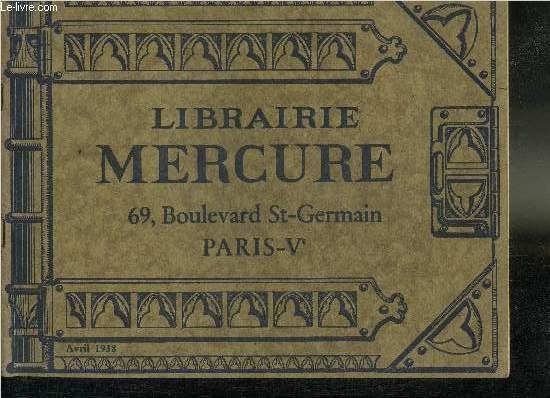 Le-livre.com
LIBRAIRIE
MERCURE
69, Boulevard St-Germain
PARIS-Vᵉ
Avril 1938